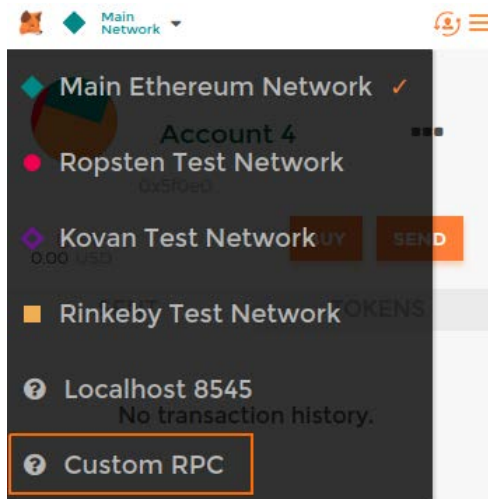 Main
Network
Main Ethereum Network
Account 4
Ropsten Test Network
Kovan Test Network
BUY
SEND
0.00 USD
Rinkeby Test Network
TOKENS
Localhost 8545
No transaction history.
Custom RPC